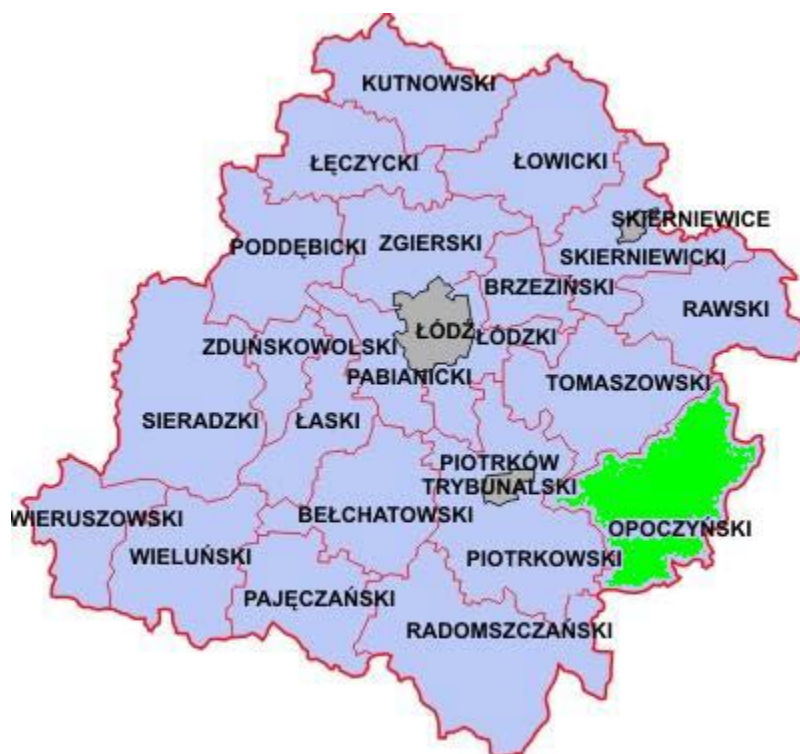 KUTNOWSKI
ŁĘCZYCKI
ŁOWICKI
SKIERNIEWICE
PODDĘBICKI
ZGIERSKI
SKIERNIEWICKI
BRZEZIŃSKI
RAWSKI
ŁÓDŹ
ŁÓDZKI
ZDUŃSKOWOLSKI
PABIANICKI
TOMASZOWSKI
SIERADZKI
ŁASKI
PIOTRKÓW
TRYBUNALSKI
WIERUSZOWSKI
BEŁCHATOWSKI
OPOCZYŃSKI
WIELUŃSKI
PIOTRKOWSKI
PAJĘCZAŃSKI
RADOMSZCZAŃSKI